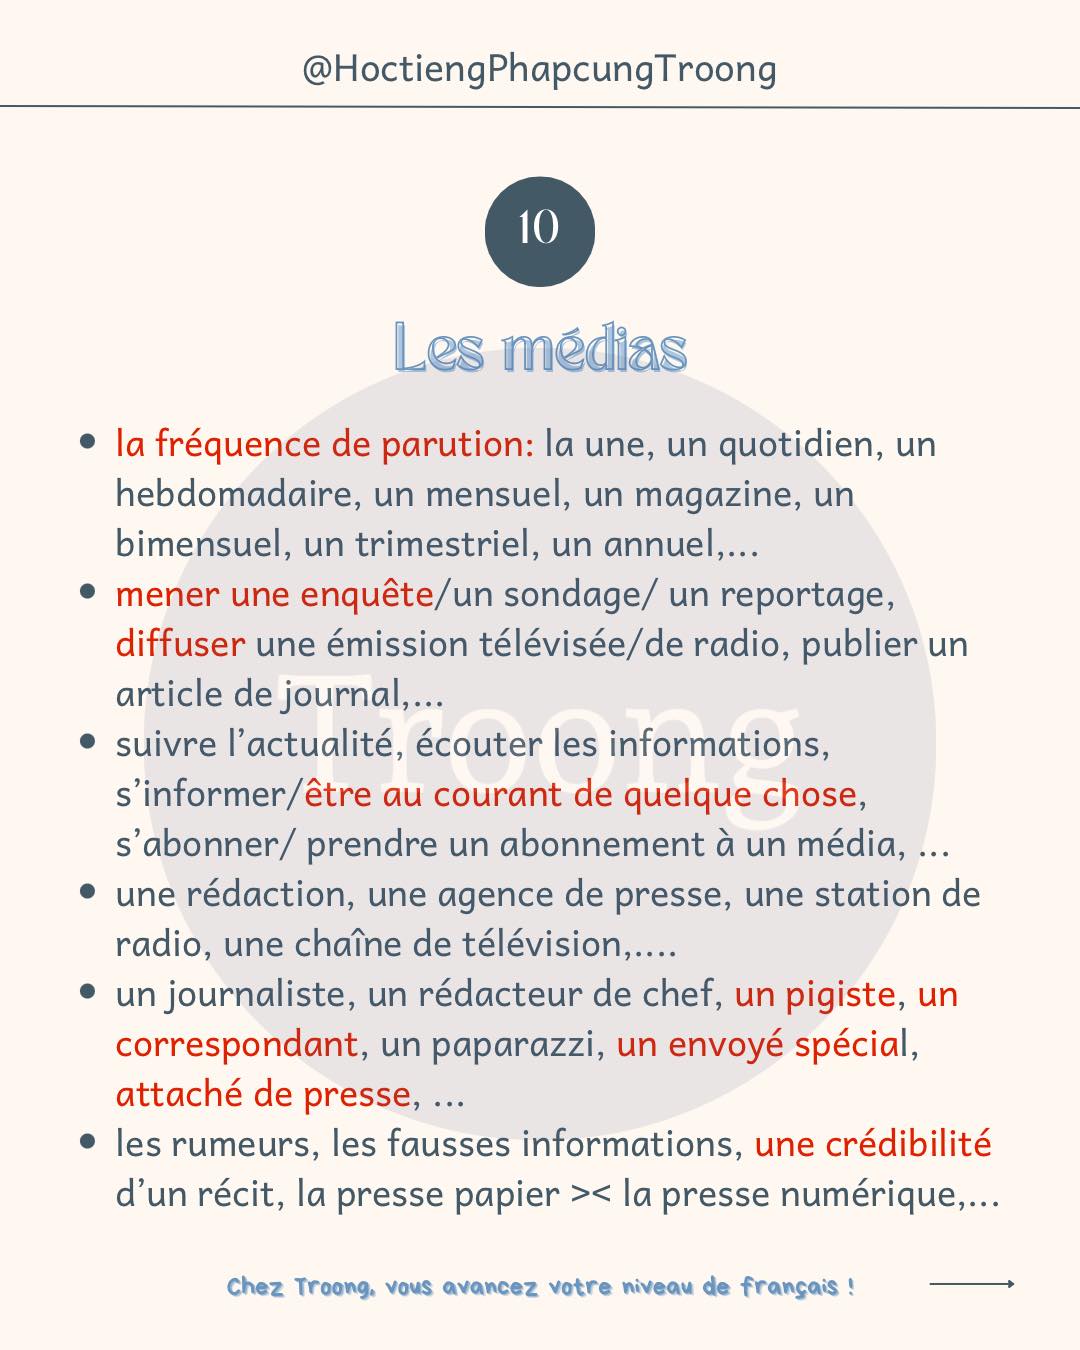 @HoctiengPhapcungTroong
10
Les médias
• la fréquence de parution: la une, un quotidien, un
hebdomadaire, un mensuel, un magazine, un
bimensuel, un trimestriel, un annuel,...
• mener une enquête/un sondage/ un reportage,
diffuser une émission télévisée/de radio, publier un
article de journal,...
• suivre l’actualité, écouter les informations,
s’informer/être au courant de quelque chose,
s’abonner/ prendre un abonnement à un média, ...
• une rédaction, une agence de presse, une station de
radio, une chaîne de télévision,....
• un journaliste, un rédacteur de chef, un pigiste, un
correspondant, un paparazzi, un envoyé spécial,
attaché de presse, ...
• les rumeurs, les fausses informations, une crédibilité
d’un récit, la presse papier >< la presse numérique,...
Troong
Chez Troong, vous avancez votre niveau de français !